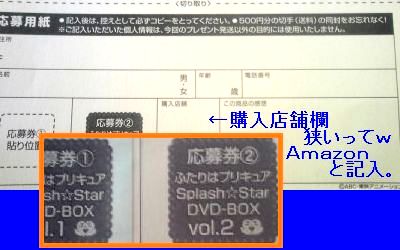 〈切り取り〉
応募用紙
●記入後は、控えとして必ずコピーをとってください。●500円分の切手(送料)の同封をお忘れなく!
※ご記入いただいた個人情報は、今回のプレゼント発送以外の目的には使用いたしません。
住所
名前
男・女
年齢
歳
電話番号
購入店舗
この商品の感想
応募券①
貼り位置
応募券②
←購入店舗欄
狭いってw
Amazon
と記入。
応募券①
たりはプリキュア
lash☆Star
D-BOX
l.1
応募券②
ふたりはプリキュア
Splash☆Star
DVD-BOX
vol.2
©ABC・東映アニメーション